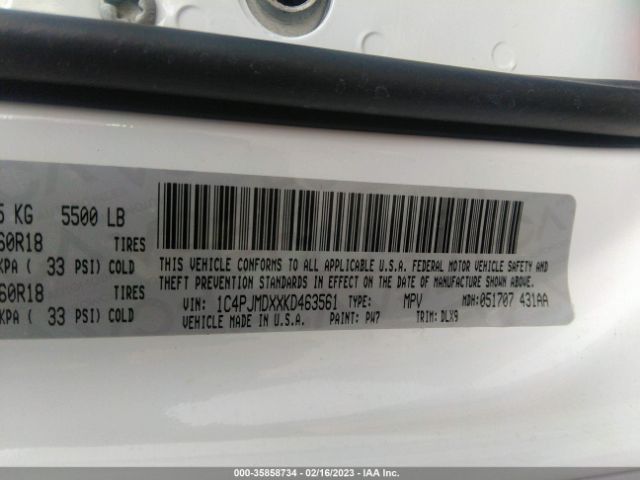 5 KG 5500 LB
60R18 TIRES
KPA ( 33 PSI) COLD
60R18 TIRES
KPA ( 33 PSI) COLD
THIS VEHICLE CONFORMS TO ALL APPLICABLE U.S.A. FEDERAL MOTOR VEHICLE SAFETY AND
THEFT PREVENTION STANDARDS IN EFFECT ON THE DATE OF MANUFACTURE SHOWN ABOVE.
VIN: 1C4PJMDXXKD463561 TYPE: MPV MDH: 051707 431AA
VEHICLE MADE IN U.S.A. PAINT: PW7 TRIM: DLX9
000-35858734 - 02/16/2023 - IAA Inc.